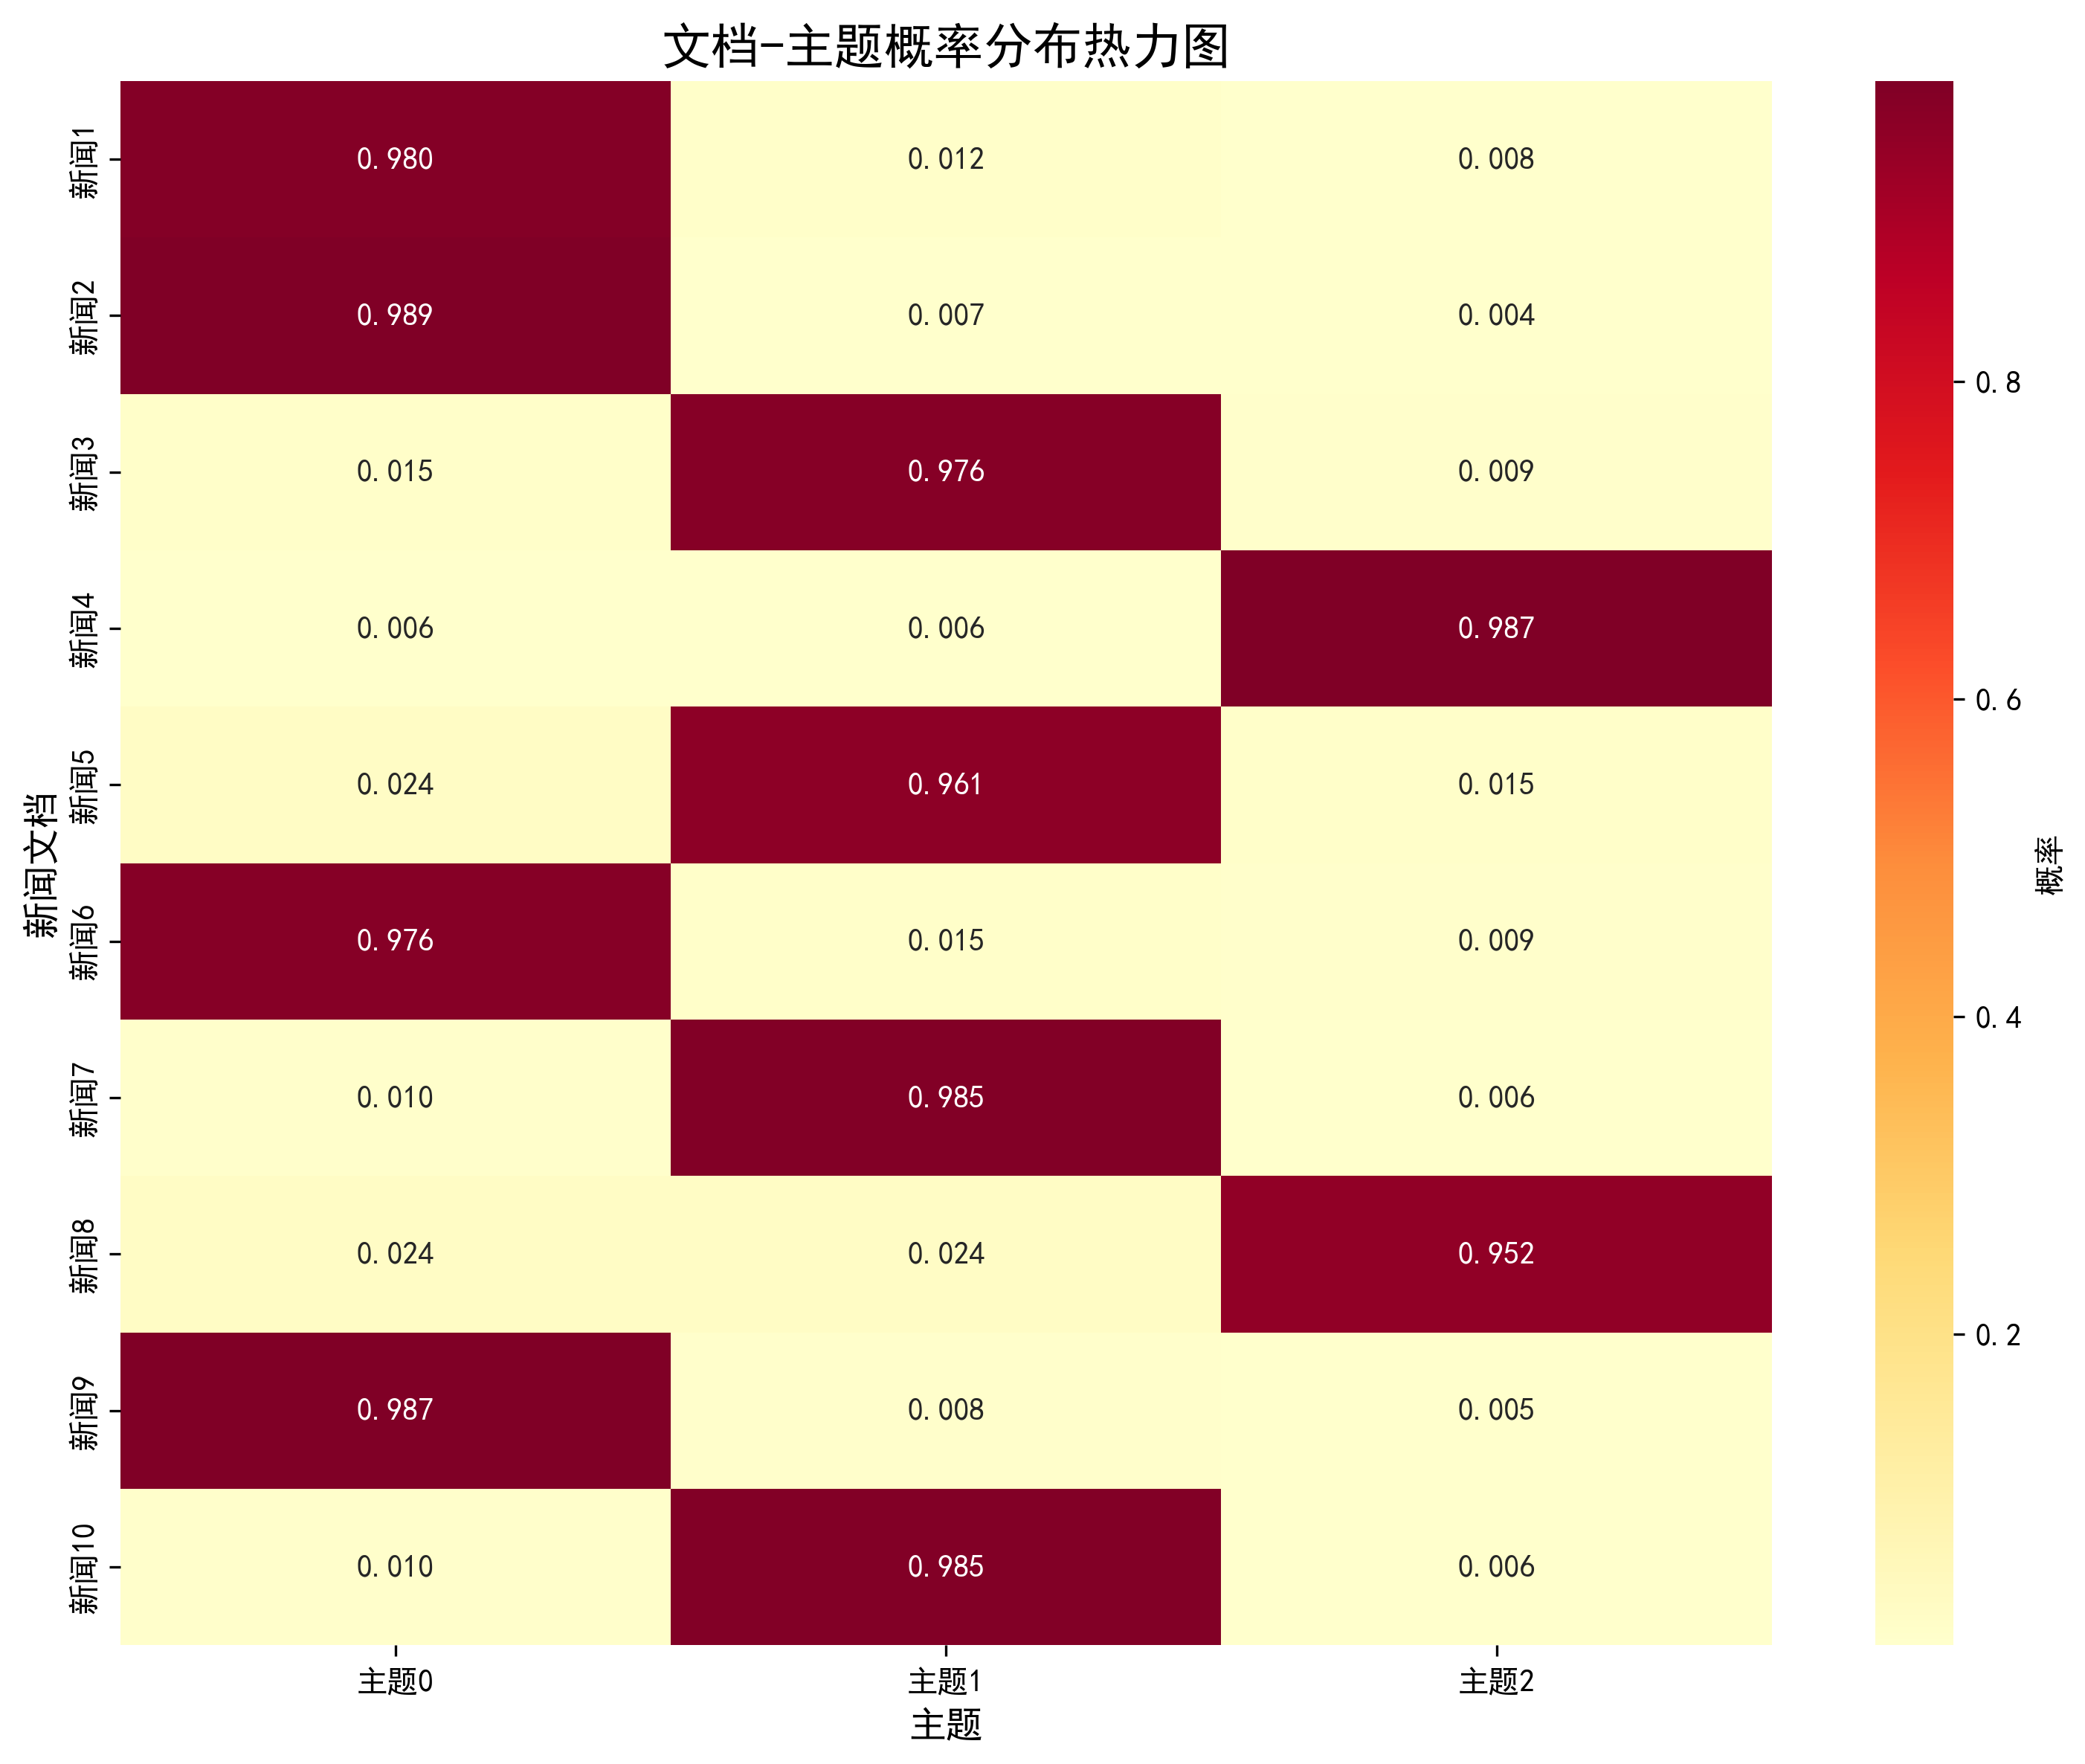 文档-主题概率分布热力图
新闻文档
新闻1 0.980 0.012 0.008
新闻2 0.989 0.007 0.004
新闻3 0.015 0.976 0.009
新闻4 0.006 0.006 0.987
新闻5 0.024 0.961 0.015
新闻6 0.976 0.015 0.009
新闻7 0.010 0.985 0.006
新闻8 0.024 0.024 0.952
新闻9 0.987 0.008 0.005
新闻10 0.010 0.985 0.006
主题0 主题1 主题2
主题
0.8
0.6
0.4
0.2
概率